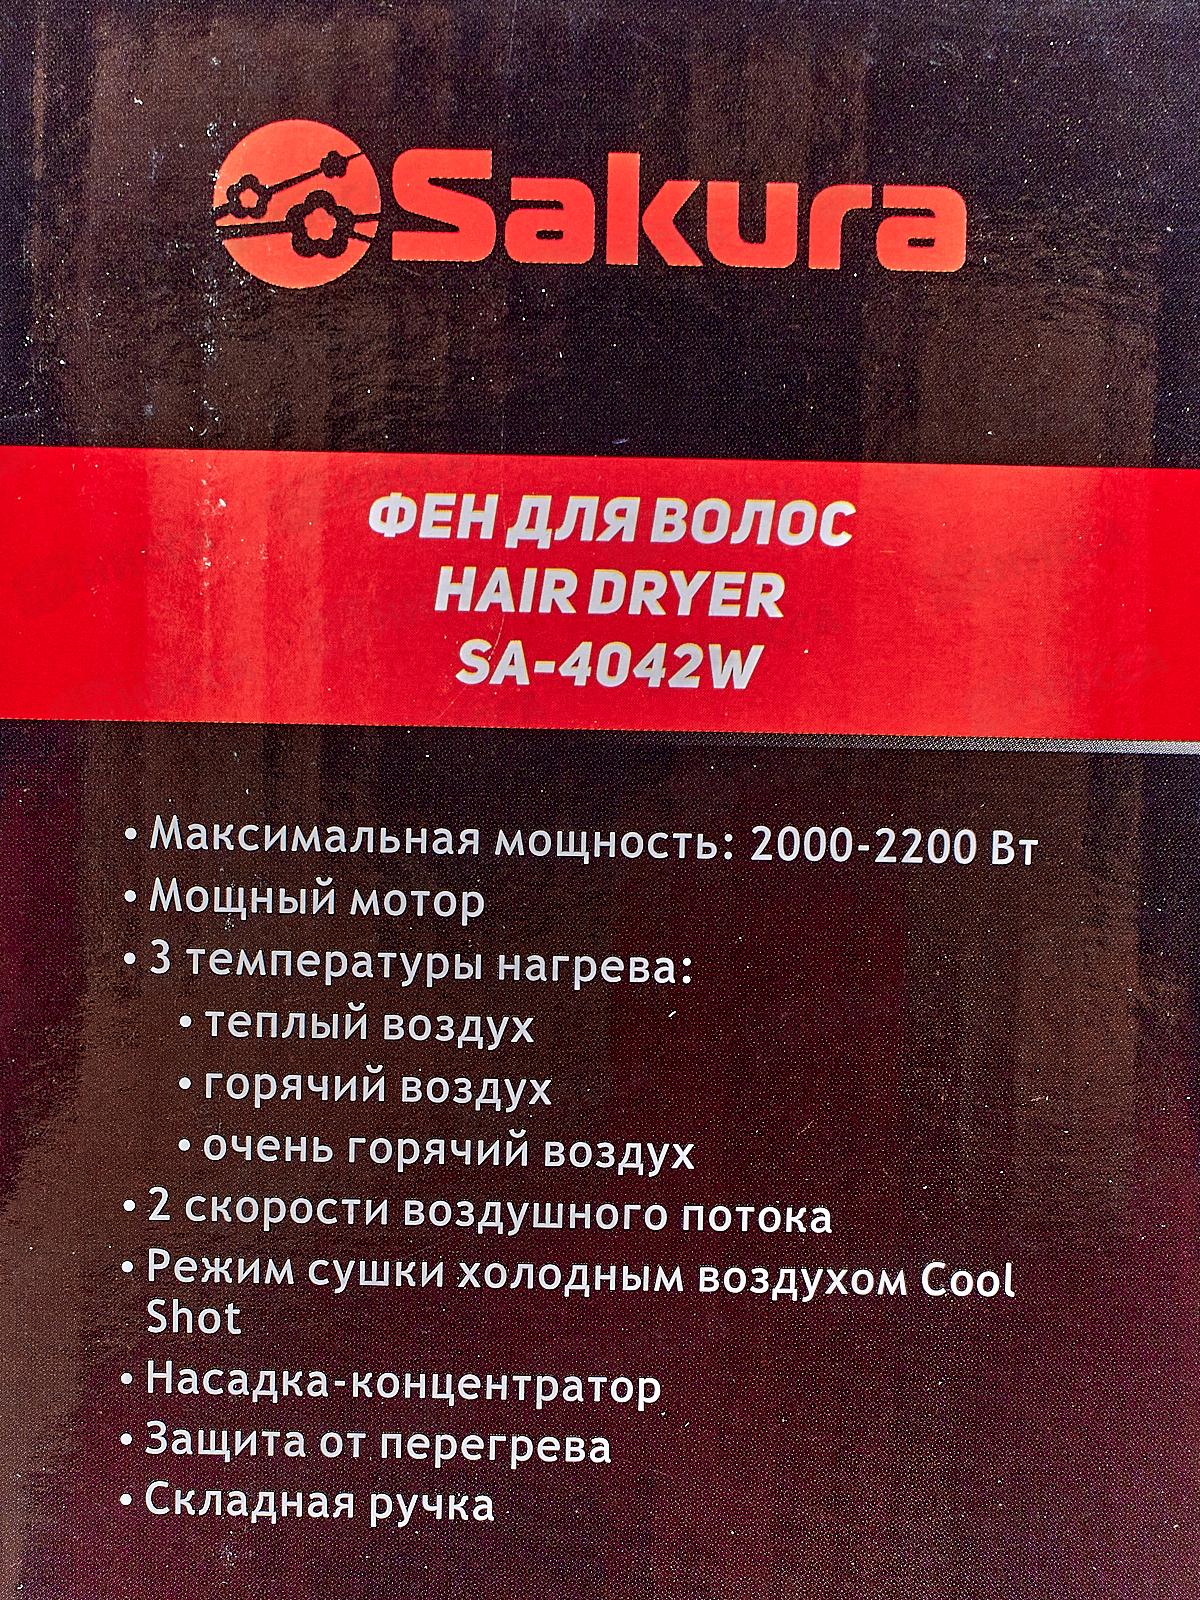 Sakura
ФЕН ДЛЯ ВОЛОС
HAIR DRYER
SA-4042W
• Максимальная мощность: 2000-2200 Вт
• Мощный мотор
• 3 температуры нагрева:
• теплый воздух
• горячий воздух
• очень горячий воздух
• 2 скорости воздушного потока
• Режим сушки холодным воздухом Cool
Shot
• Насадка-концентратор
• Защита от перегрева
• Складная ручка